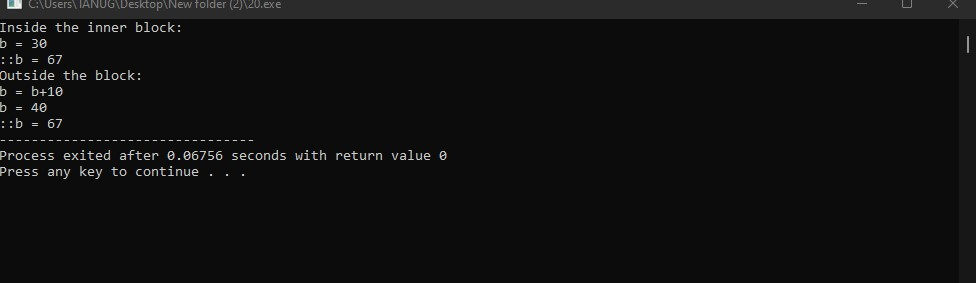 C:\Users\IANUG\Desktop\New folder (2)\20.exe
Inside the inner block:
b = 30
::b = 67
Outside the block:
b = b+10
b = 40
::b = 67
--------------------------------
Process exited after 0.06756 seconds with return value 0
Press any key to continue . . .